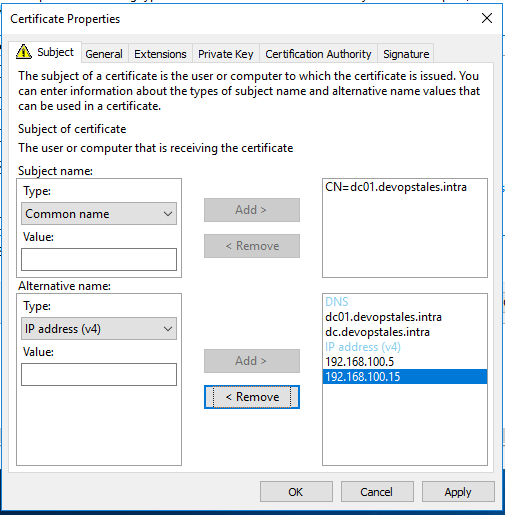 Certificate Properties
Subject
General
Extensions
Private Key
Certification Authority
Signature
The subject of a certificate is the user or computer to which the certificate is issued. You
can enter information about the types of subject name and alternative name values that
can be used in a certificate.
Subject of certificate
The user or computer that is receiving the certificate
Subject name:
Type:
Common name
Value:
Add >
< Remove
CN=dc01.devopstales.intra
Alternative name:
Type:
IP address (v4)
Value:
Add >
< Remove
DNS
dc01.devopstales.intra
dc.devopstales.intra
IP address (v4)
192.168.100.5
192.168.100.15
OK
Cancel
Apply